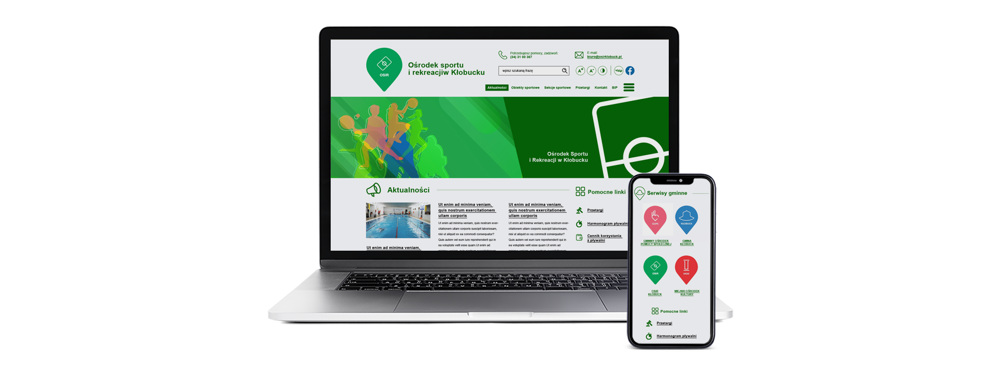 OSiR
Ośrodek sportu
i rekreacjiw Kłobucku
Potrzebujesz pomocy, zadzwoń:
(34) 31 00 367
E-mail:
biuro@osirklobuck.pl
wpisz szukaną frazę
A+ A- bip
Aktualności Obiekty sportowe Sekcje sportowe Przetargi Kontakt BIP
Ośrodek Sportu
i Rekreacji w Kłobucku
Aktualności
Ut enim ad minima veniam,
Ut enim ad minima veniam,
quis nostrum exercitationem
ullam corporis
Ut enim ad minima veniam, quis nostrum exer-
citationem ullam corporis suscipit laboriosam,
nisi ut aliquid ex ea commodi consequatur?
Quis autem vel eum iure reprehenderit qui in
ea voluptate velit esse quam.Ut enim ad
Ut enim ad minima veniam,
quis nostrum exercitationem
ullam corporis
Ut enim ad minima veniam, quis nostrum exer-
citationem ullam corporis suscipit laboriosam,
nisi ut aliquid ex ea commodi consequatur?
Quis autem vel eum iure reprehenderit qui in
ea voluptate velit esse quam.Ut enim ad
Pomocne linki
Przetargi
Harmonogram pływalni
Cennik korzystania
z pływalni
Serwisy gminne
GOPS
GMINNY OŚRODEK
POMOCY SPOŁECZNEJ
KŁOBUCK
GMINA
KŁOBUCK
OSiR
OSiR
KŁOBUCK
MOK
MIEJSKI OŚRODEK
KULTURY
Pomocne linki
Przetargi
Harmonogram pływalni